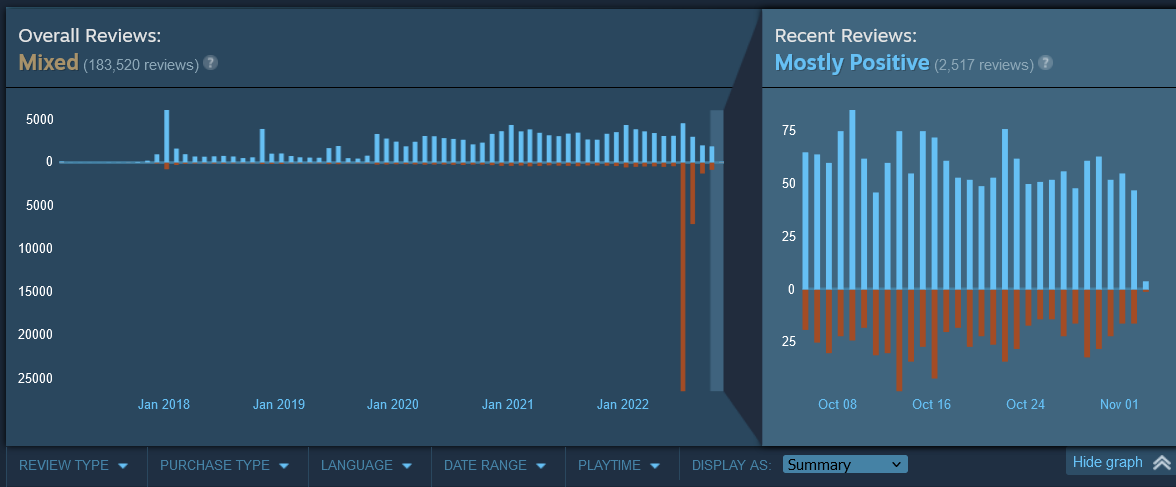 Overall Reviews:
Mixed (183,520 reviews) ?
5000
0
5000
10000
15000
20000
25000
Jan 2018 Jan 2019 Jan 2020 Jan 2021 Jan 2022
Recent Reviews:
Mostly Positive (2,517 reviews) ?
75
50
25
0
25
Oct 08 Oct 16 Oct 24 Nov 01
REVIEW TYPE PURCHASE TYPE LANGUAGE DATE RANGE PLAYTIME DISPLAY AS: Summary Hide graph